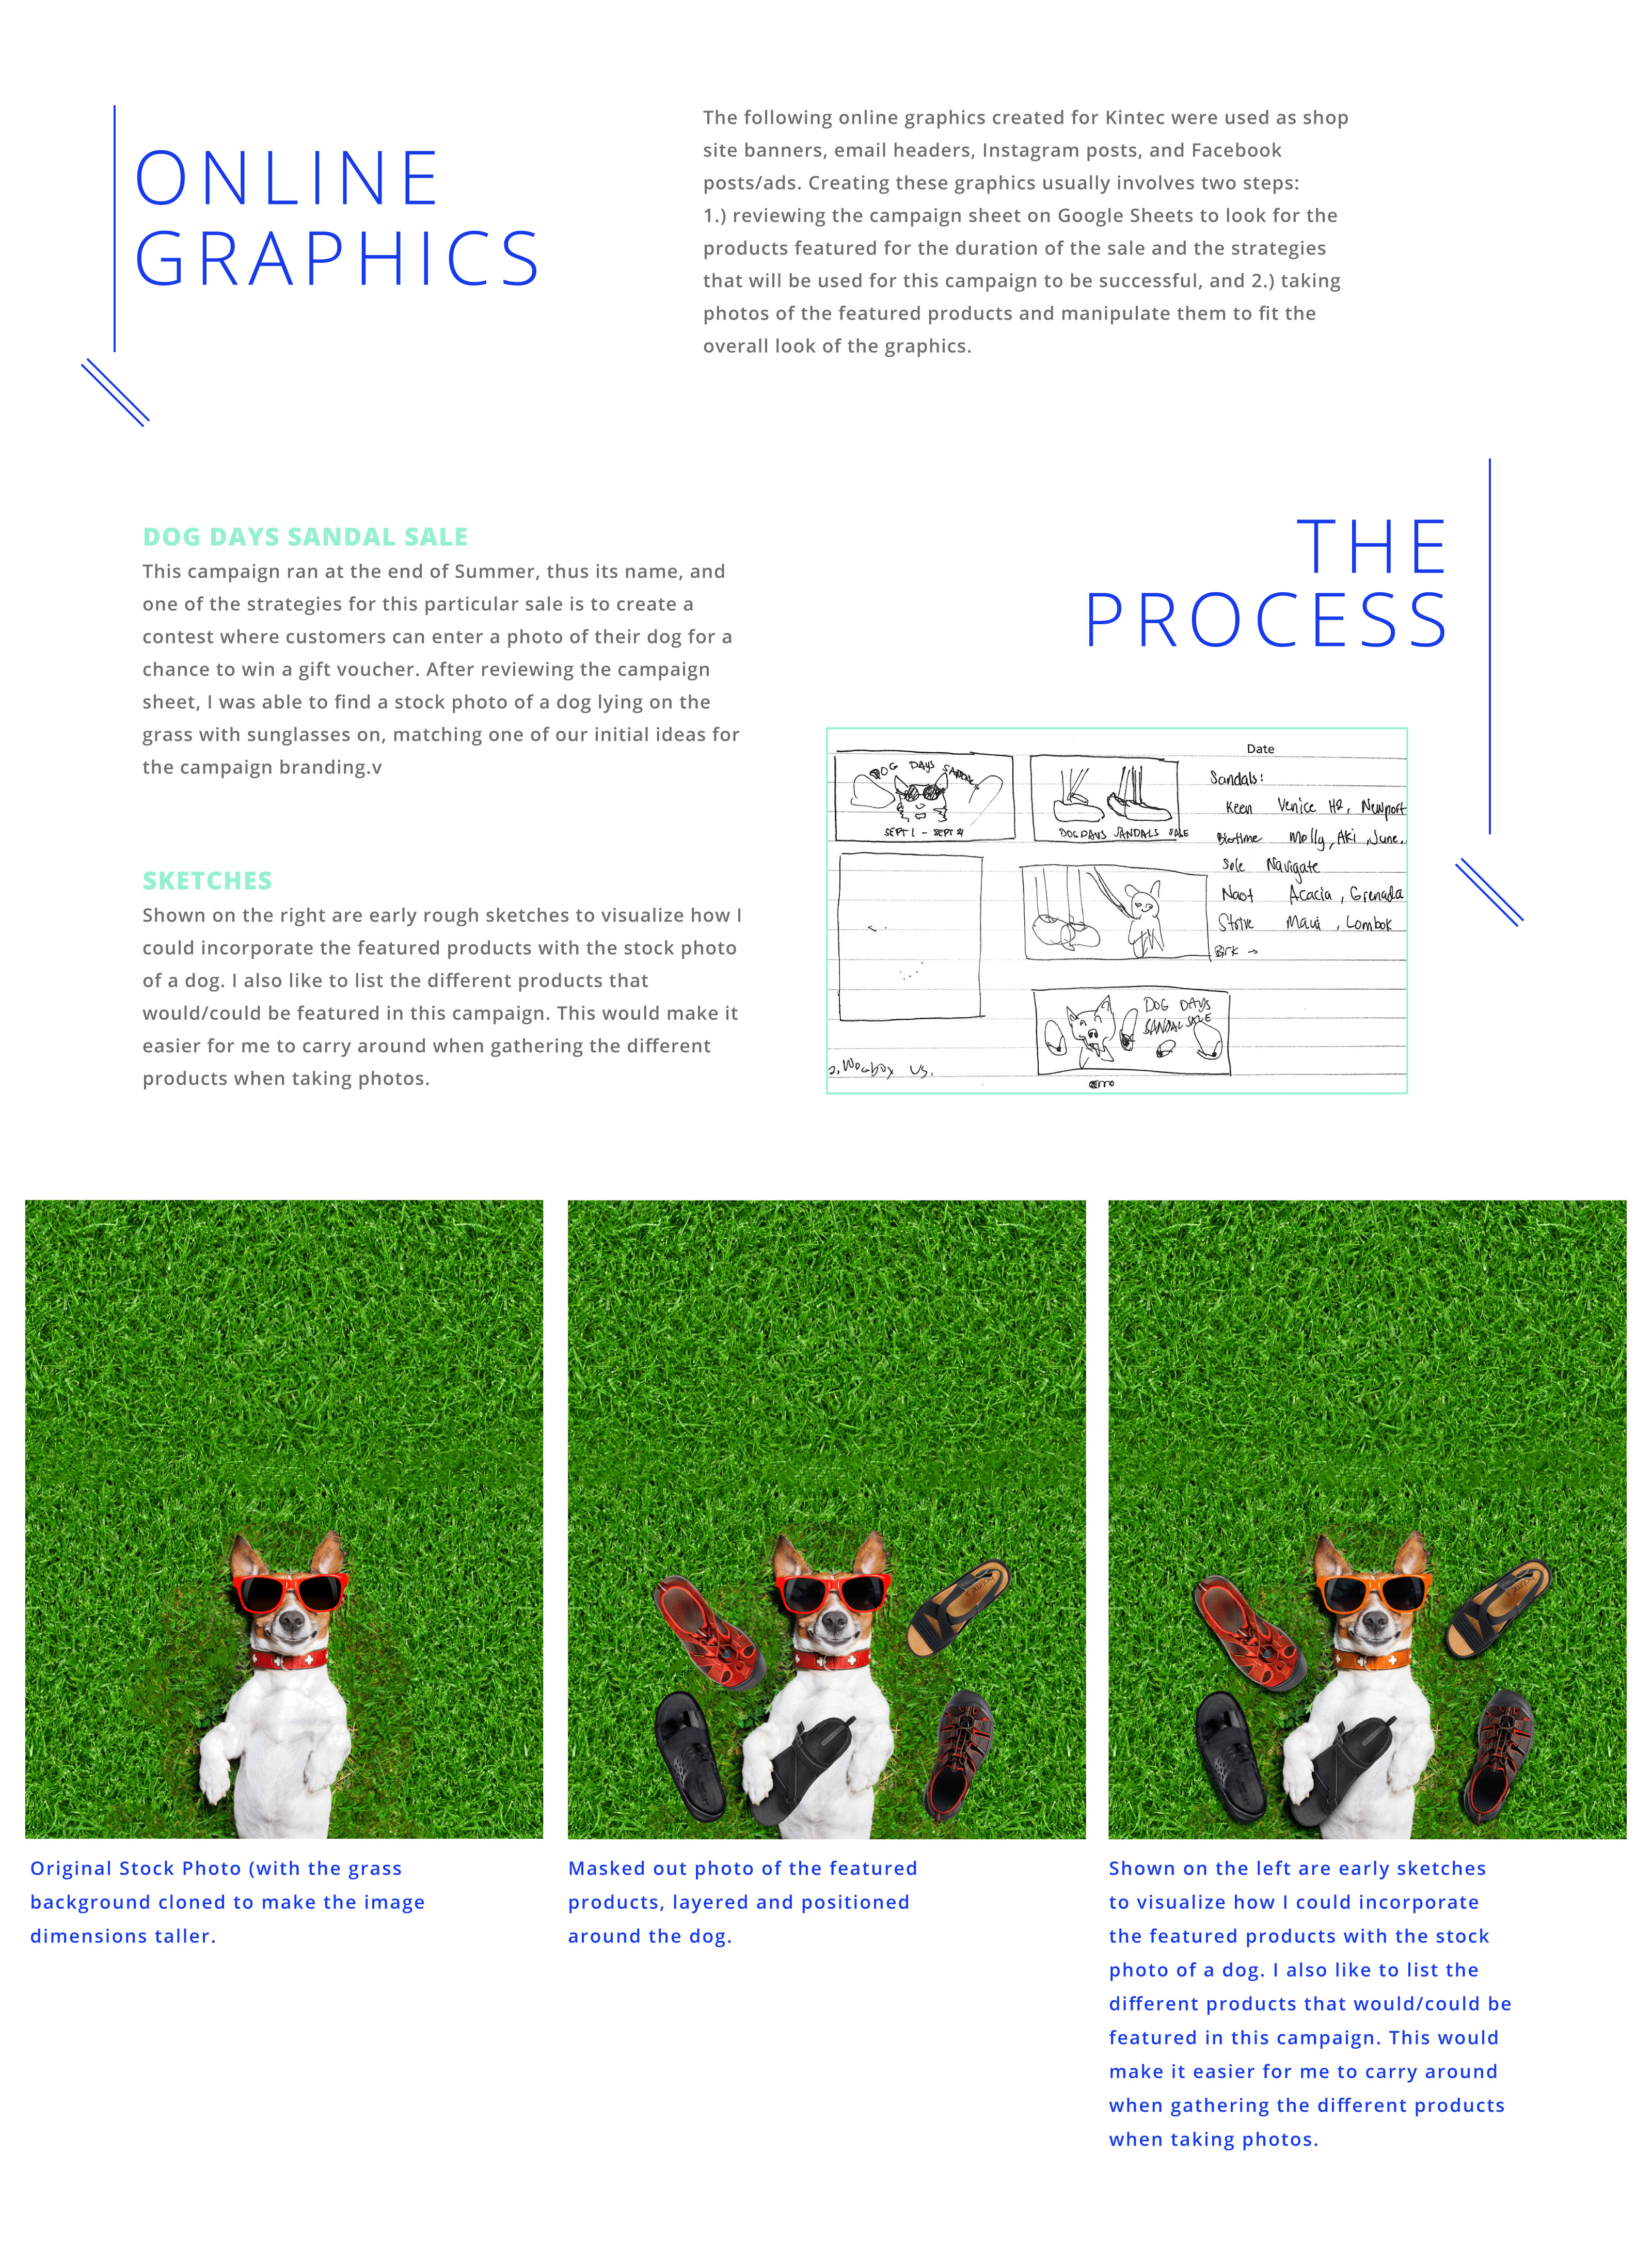 ONLINE
GRAPHICS
The following online graphics created for Kintec were used as shop
site banners, email headers, Instagram posts, and Facebook
posts/ads. Creating these graphics usually involves two steps:
1.) reviewing the campaign sheet on Google Sheets to look for the
products featured for the duration of the sale and the strategies
that will be used for this campaign to be successful, and 2.) taking
photos of the featured products and manipulate them to fit the
overall look of the graphics.
THE
PROCESS
DOG DAYS SANDAL SALE
This campaign ran at the end of Summer, thus its name, and
one of the strategies for this particular sale is to create a
contest where customers can enter a photo of their dog for a
chance to win a gift voucher. After reviewing the campaign
sheet, I was able to find a stock photo of a dog lying on the
grass with sunglasses on, matching one of our initial ideas for
the campaign branding.v
SKETCHES
Shown on the right are early rough sketches to visualize how I
could incorporate the featured products with the stock photo
of a dog. I also like to list the different products that
would/could be featured in this campaign. This would make it
easier for me to carry around when gathering the different
products when taking photos.
DOG DAYS SANDAL
SEPT 1 - SEPT
DOG DAYS SANDALS SALE
Date
Sandals:
Keen Venice H2, Newport
Molly, Aki, June,
Sole Navigate
Naot Acacia, Grenada
Maui, Lombok
Birk →
DOG DAYS
SANDAL SALE
US.
Original Stock Photo (with the grass
background cloned to make the image
dimensions taller.
Masked out photo of the featured
products, layered and positioned
around the dog.
Shown on the left are early sketches
to visualize how I could incorporate
the featured products with the stock
photo of a dog. I also like to list the
different products that would/could be
featured in this campaign. This would
make it easier for me to carry around
when gathering the different products
when taking photos.